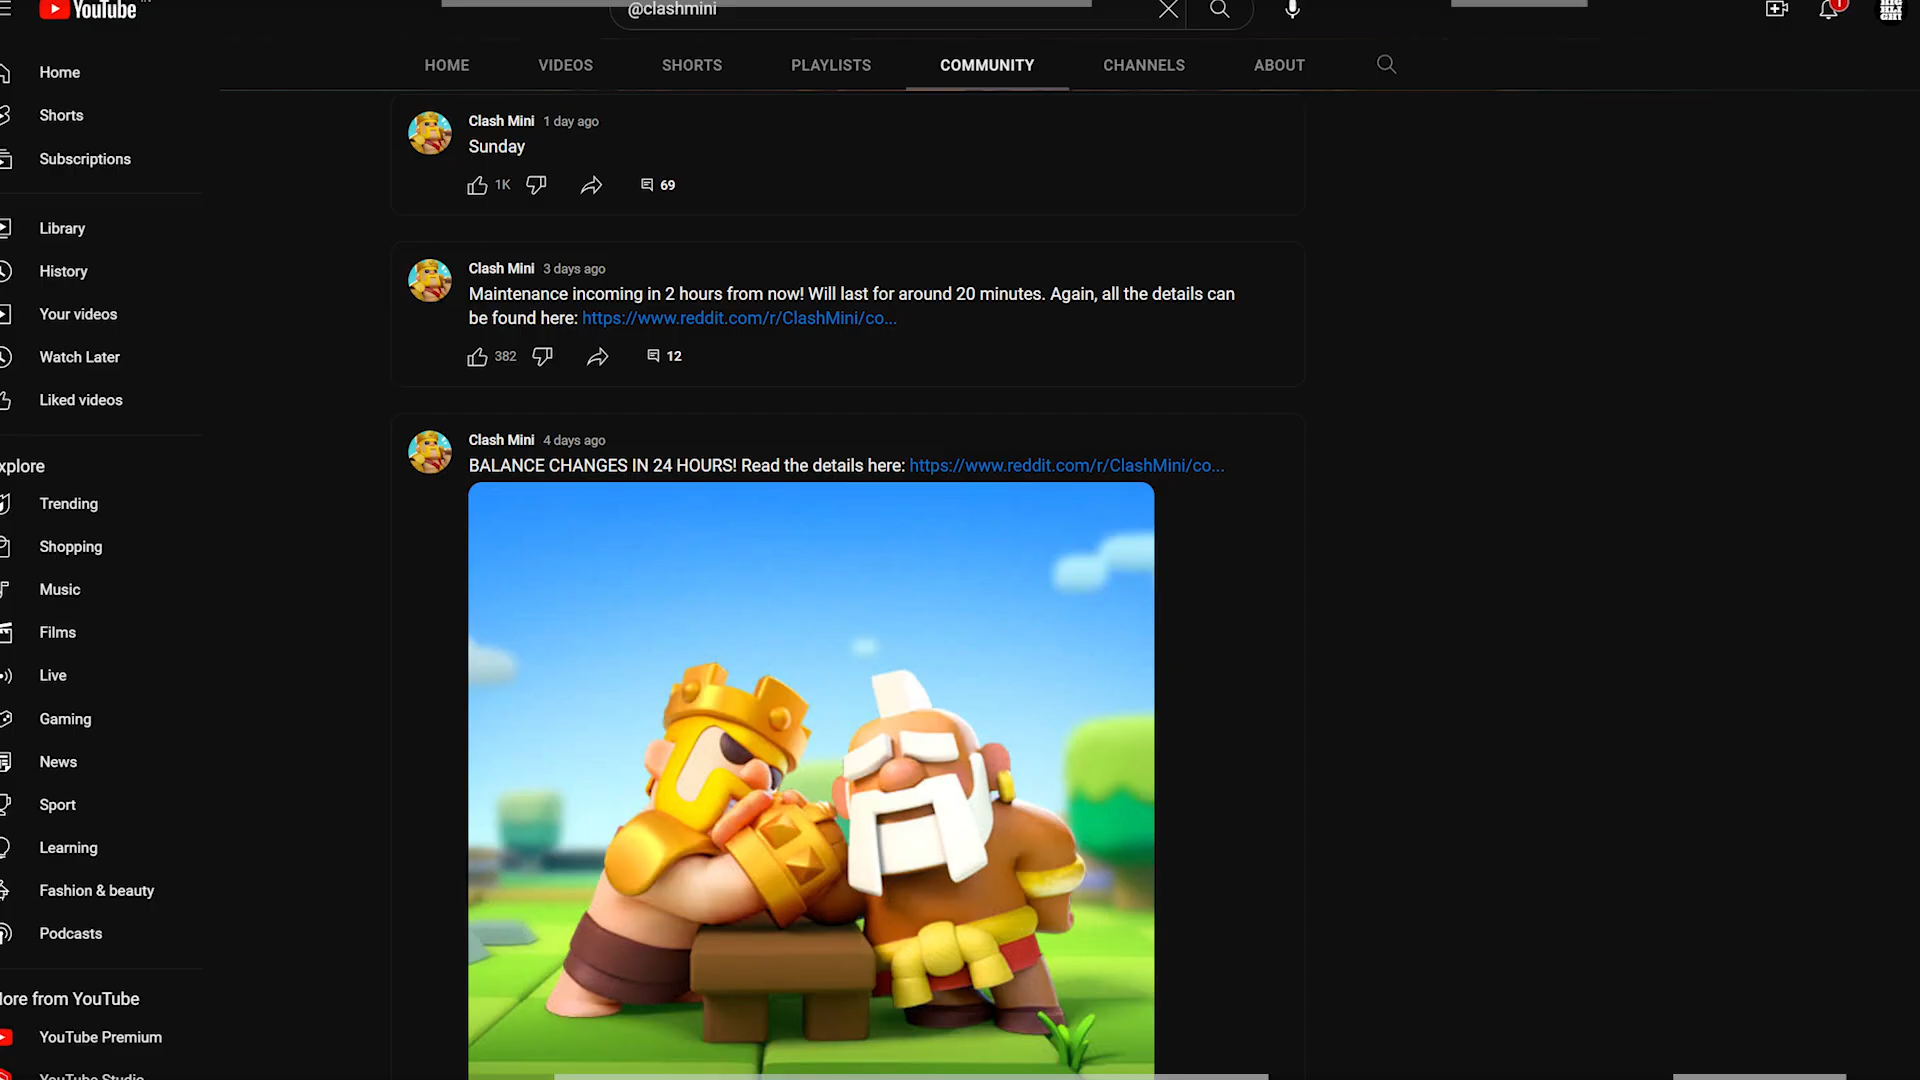 YouTube
@clashmini
1
HOME VIDEOS SHORTS PLAYLISTS COMMUNITY CHANNELS ABOUT
Home
Shorts
Subscriptions
Library
History
Your videos
Watch Later
Liked videos
xplore
Trending
Shopping
Music
Films
Live
Gaming
News
Sport
Learning
Fashion & beauty
Podcasts
ore from YouTube
YouTube Premium
YouTube Studio
Clash Mini 1 day ago
Sunday
1K 69
Clash Mini 3 days ago
Maintenance incoming in 2 hours from now! Will last for around 20 minutes. Again, all the details can
be found here: https://www.reddit.com/r/ClashMini/co...
382 12
Clash Mini 4 days ago
BALANCE CHANGES IN 24 HOURS! Read the details here: https://www.reddit.com/r/ClashMini/co...